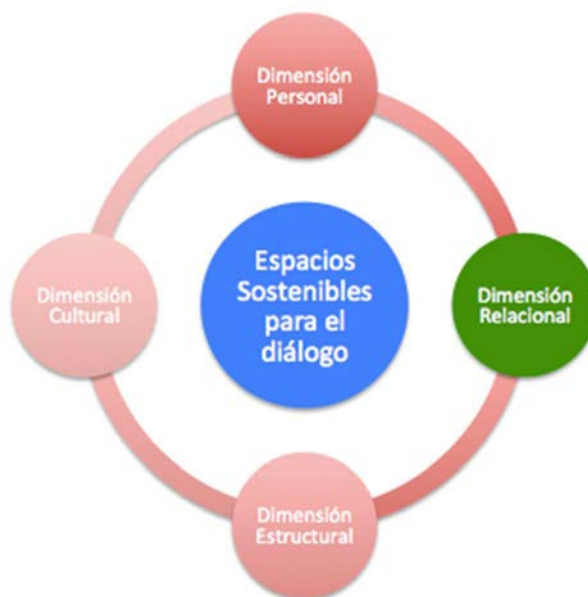 Dimensión
Personal
Espacios
Sostenibles
para el
diálogo
Dimensión
Cultural
Dimensión
Relacional
Dimensión
Estructural